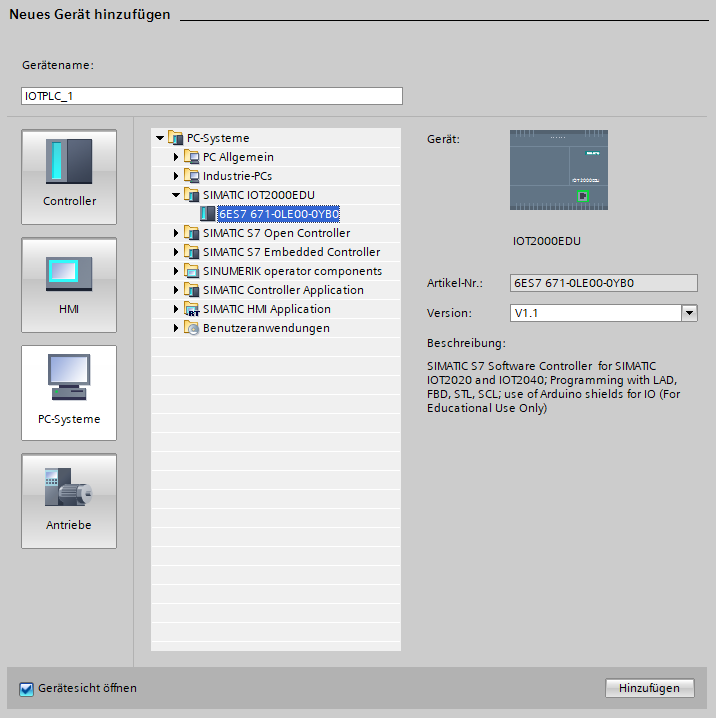 Neues Gerät hinzufügen
Gerätename:
IOTPLC_1
Controller
HMI
PC-Systeme
Antriebe
PC-Systeme
PC Allgemein
Industrie-PCs
SIMATIC IOT2000EDU
6ES7 671-0LE00-0YB0
SIMATIC S7 Open Controller
SIMATIC S7 Embedded Controller
SINUMERIK operator components
SIMATIC Controller Application
SIMATIC HMI Application
Benutzeranwendungen
Gerät:
IOT2000EDU
IOT2000EDU
Artikel-Nr.: 6ES7 671-0LE00-0YB0
Version: V1.1
Beschreibung:
SIMATIC S7 Software Controller for SIMATIC
IOT2020 and IOT2040; Programming with LAD,
FBD, STL, SCL; use of Arduino shields for IO (For
Educational Use Only)
Gerätesicht öffnen
Hinzufügen